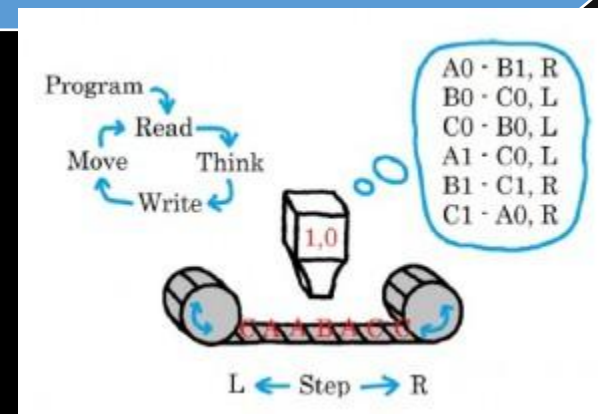 Program
Read
Move
Think
Write
A0 · B1, R
B0 · C0, L
C0 · B0, L
A1 · C0, L
B1 · C1, R
C1 · A0, R
1,0
C A A B A C C
L Step R